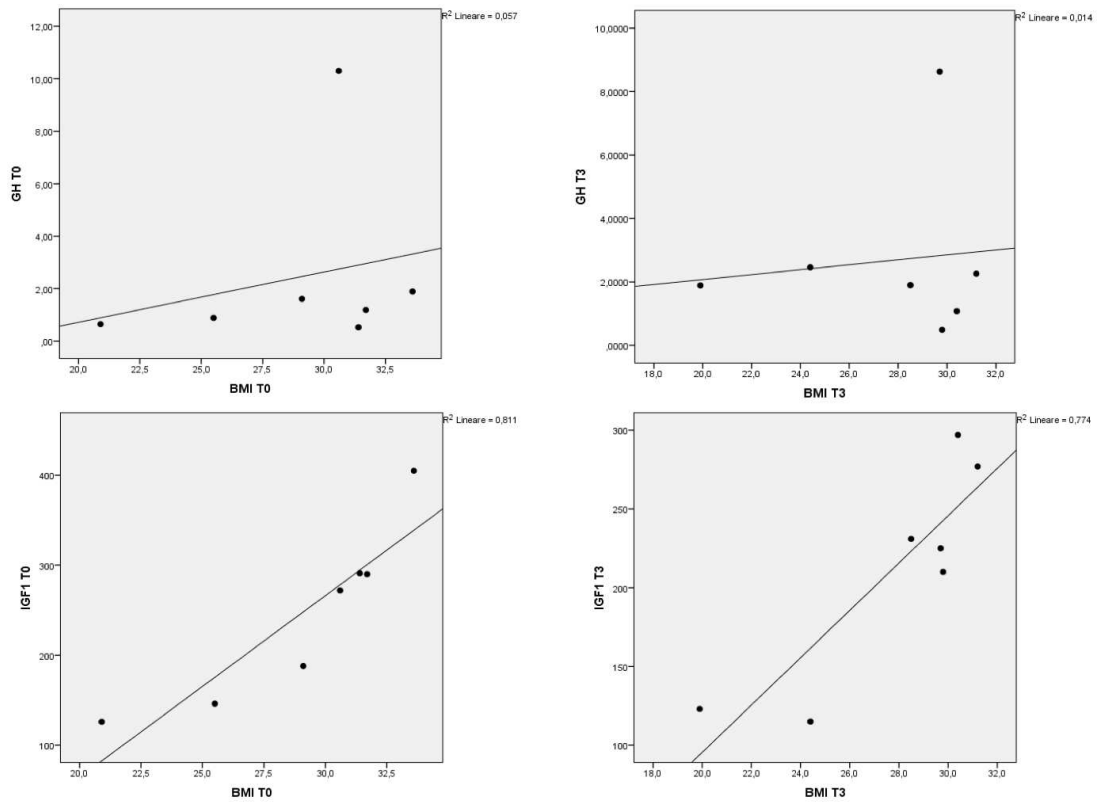 R² Lineare = 0,057
12,00
10,00
8,00
6,00
4,00
2,00
,00
GH T0
20,0 22,5 25,0 27,5 30,0 32,5
BMI T0
R² Lineare = 0,014
10,0000
8,0000
6,0000
4,0000
2,0000
,0000
GH T3
18,0 20,0 22,0 24,0 26,0 28,0 30,0 32,0
BMI T3
R² Lineare = 0,811
400
300
200
100
IGF1 T0
20,0 22,5 25,0 27,5 30,0 32,5
BMI T0
R² Lineare = 0,774
300
250
200
150
100
IGF1 T3
18,0 20,0 22,0 24,0 26,0 28,0 30,0 32,0
BMI T3